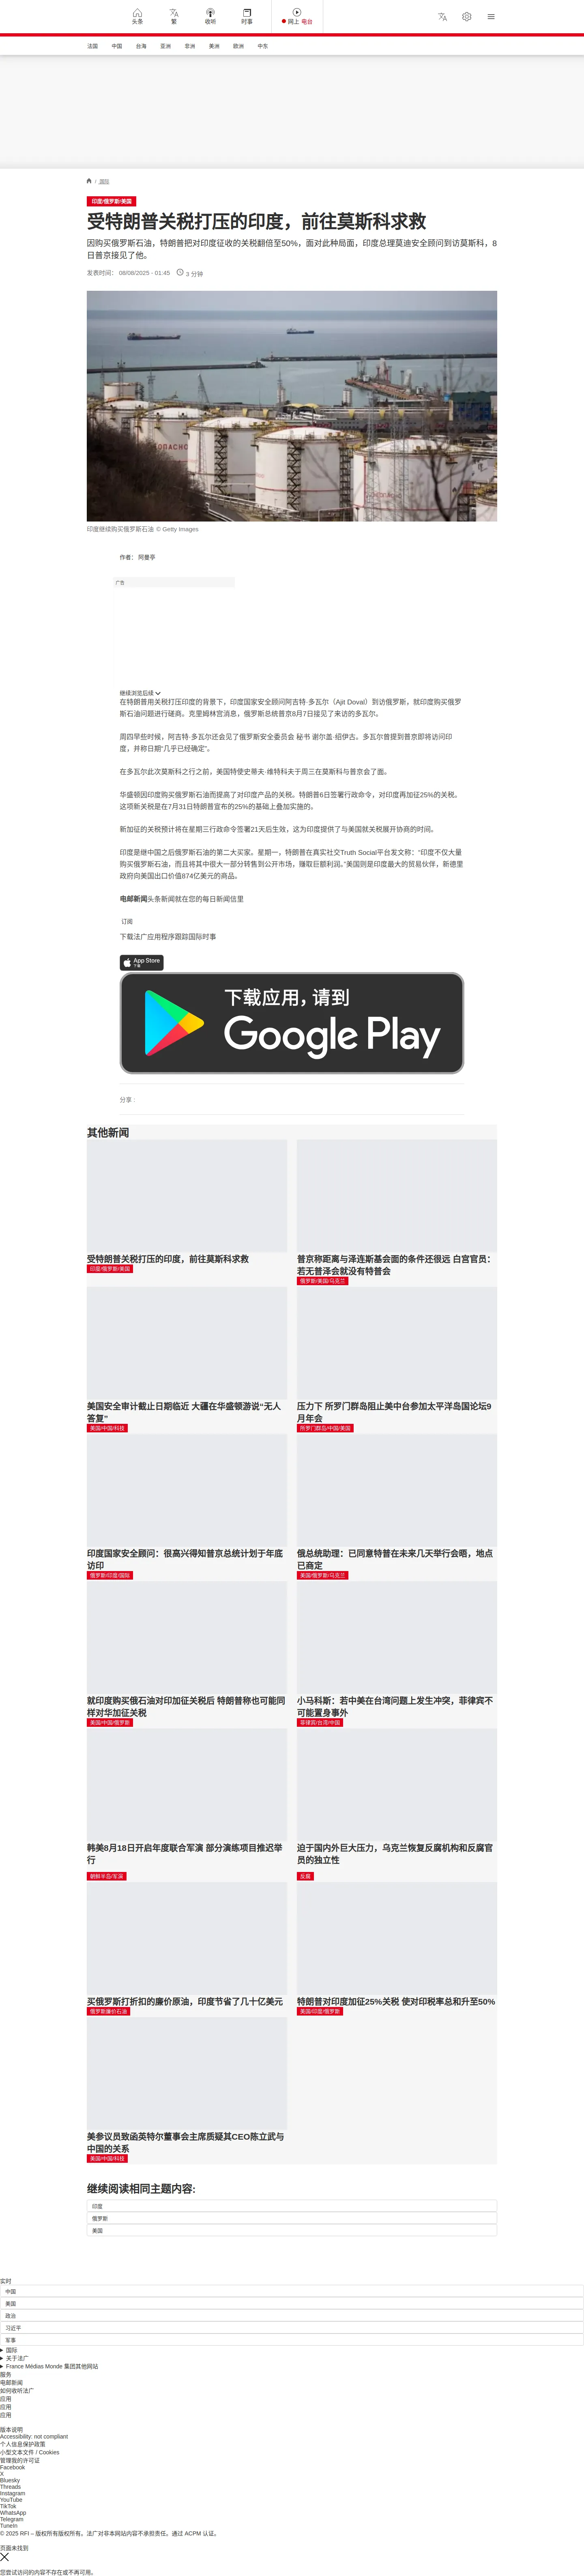 头条
繁
收听
时事
网上 电台
法国 中国 台海 亚洲 非洲 美洲 欧洲 中东
/ 国际
印度/俄罗斯/美国
受特朗普关税打压的印度，前往莫斯科求救
因购买俄罗斯石油，特朗普把对印度征收的关税翻倍至50%，面对此种局面，印度总理莫迪安全顾问到访莫斯科，8
日普京接见了他。
发表时间： 08/08/2025 - 01:45 3 分钟
ОПАСНО
印度继续购买俄罗斯石油 © Getty Images
作者： 阿曼亭
广告
继续浏览后续
在特朗普用关税打压印度的背景下，印度国家安全顾问阿吉特·多瓦尔（Ajit Doval）到访俄罗斯，就印度购买俄罗
斯石油问题进行磋商。克里姆林宫消息，俄罗斯总统普京8月7日接见了来访的多瓦尔。
周四早些时候，阿吉特·多瓦尔还会见了俄罗斯安全委员会 秘书 谢尔盖·绍伊古。多瓦尔曾提到普京即将访问印
度，并称日期“几乎已经确定”。
在多瓦尔此次莫斯科之行之前，美国特使史蒂夫·维特科夫于周三在莫斯科与普京会了面。
华盛顿因印度购买俄罗斯石油而提高了对印度产品的关税。特朗普6日签署行政命令，对印度再加征25%的关税。
这项新关税是在7月31日特朗普宣布的25%的基础上叠加实施的。
新加征的关税预计将在星期三行政命令签署21天后生效，这为印度提供了与美国就关税展开协商的时间。
印度是继中国之后俄罗斯石油的第二大买家。星期一，特朗普在真实社交Truth Social平台发文称：“印度不仅大量
购买俄罗斯石油，而且将其中很大一部分转售到公开市场，赚取巨额利润。”美国则是印度最大的贸易伙伴，新德里
政府向美国出口价值874亿美元的商品。
电邮新闻头条新闻就在您的每日新闻信里
订阅
下载法广应用程序跟踪国际时事
App Store
下载
下载应用，请到
Google Play
分享 :
其他新闻
受特朗普关税打压的印度，前往莫斯科求救
印度/俄罗斯/美国
普京称距离与泽连斯基会面的条件还很远 白宫官员：
若无普泽会就没有特普会
俄罗斯/美国/乌克兰
美国安全审计截止日期临近 大疆在华盛顿游说“无人
答复”
美国/中国/科技
压力下 所罗门群岛阻止美中台参加太平洋岛国论坛9
月年会
所罗门群岛/中国/美国
印度国家安全顾问：很高兴得知普京总统计划于年底
访印
俄罗斯/印度/国际
俄总统助理：已同意特普在未来几天举行会晤，地点
已商定
美国/俄罗斯/乌克兰
就印度购买俄石油对印加征关税后 特朗普称也可能同
样对华加征关税
美国/中国/俄罗斯
小马科斯：若中美在台湾问题上发生冲突，菲律宾不
可能置身事外
菲律宾/台湾/中国
韩美8月18日开启年度联合军演 部分演练项目推迟举
行
朝鲜半岛/军演
迫于国内外巨大压力，乌克兰恢复反腐机构和反腐官
员的独立性
反腐
买俄罗斯打折扣的廉价原油，印度节省了几十亿美元
俄罗斯廉价石油
特朗普对印度加征25%关税 使对印税率总和升至50%
美国/印度/俄罗斯
美参议员致函英特尔董事会主席质疑其CEO陈立武与
中国的关系
美国/中国/科技
继续阅读相同主题内容:
印度
俄罗斯
美国
实时
中国
美国
政治
习近平
军事
国际
关于法广
France Médias Monde 集团其他网站
服务
电邮新闻
如何收听法广
应用
应用
应用
版本说明
Accessibility: not compliant
个人信息保护政策
小型文本文件 / Cookies
管理我的许可证
Facebook
X
Bluesky
Threads
Instagram
YouTube
TikTok
WhatsApp
Telegram
TuneIn
© 2025 RFI – 版权所有版权所有。法广对非本网站内容不承担责任。通过 ACPM 认证。
页面未找到
您尝试访问的内容不存在或不再可用。